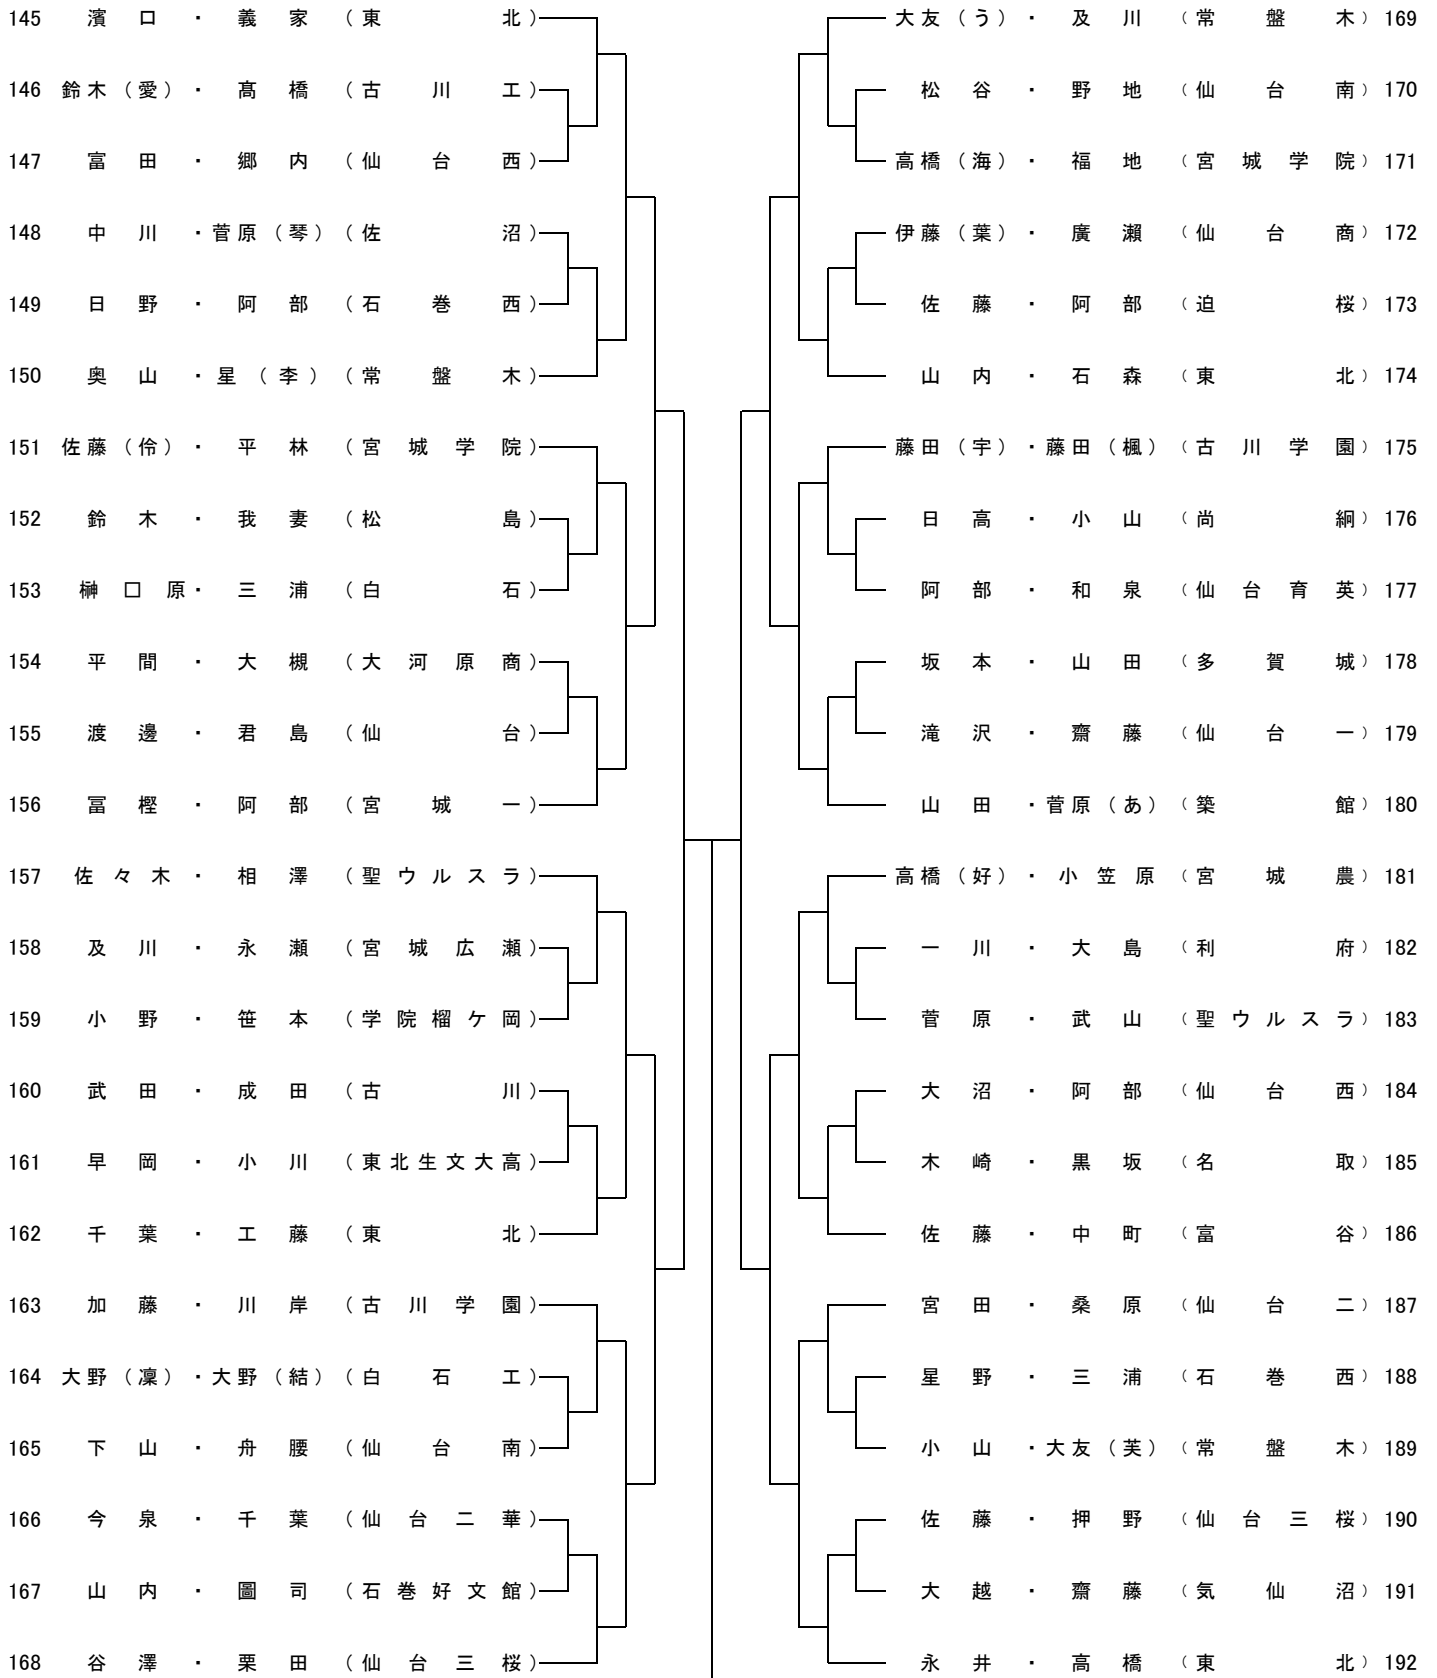 145 濱口・義家（東北）
146 鈴木（愛）・髙橋（古川工）
147 富田・郷内（仙台西）
148 中川・菅原（琴）（佐沼）
149 日野・阿部（石巻西）
150 奥山・星（李）（常盤木）
151 佐藤（伶）・平林（宮城学院）
152 鈴木・我妻（松島）
153 榊口原・三浦（白石）
154 平間・大槻（大河原商）
155 渡邊・君島（仙台）
156 冨樫・阿部（宮城一）
157 佐々木・相澤（聖ウルスラ）
158 及川・永瀬（宮城広瀬）
159 小野・笹本（学院榴ケ岡）
160 武田・成田（古川）
161 早岡・小川（東北生文大高）
162 千葉・工藤（東北）
163 加藤・川岸（古川学園）
164 大野（凜）・大野（結）（白石工）
165 下山・舟腰（仙台南）
166 今泉・千葉（仙台二華）
167 山内・圖司（石巻好文館）
168 谷澤・栗田（仙台三桜）
大友（う）・及川（常盤木）169
松谷・野地（仙台南）170
高橋（海）・福地（宮城学院）171
伊藤（葉）・廣瀨（仙台商）172
佐藤・阿部（迫桜）173
山内・石森（東北）174
藤田（宇）・藤田（楓）（古川学園）175
日高・小山（尚絅）176
阿部・和泉（仙台育英）177
坂本・山田（多賀城）178
滝沢・齋藤（仙台一）179
山田・菅原（あ）（築館）180
高橋（好）・小笠原（宮城農）181
一川・大島（利府）182
菅原・武山（聖ウルスラ）183
大沼・阿部（仙台西）184
木崎・黒坂（名取）185
佐藤・中町（富谷）186
宮田・桑原（仙台二）187
星野・三浦（石巻西）188
小山・大友（芙）（常盤木）189
佐藤・押野（仙台三桜）190
大越・齋藤（気仙沼）191
永井・高橋（東北）192